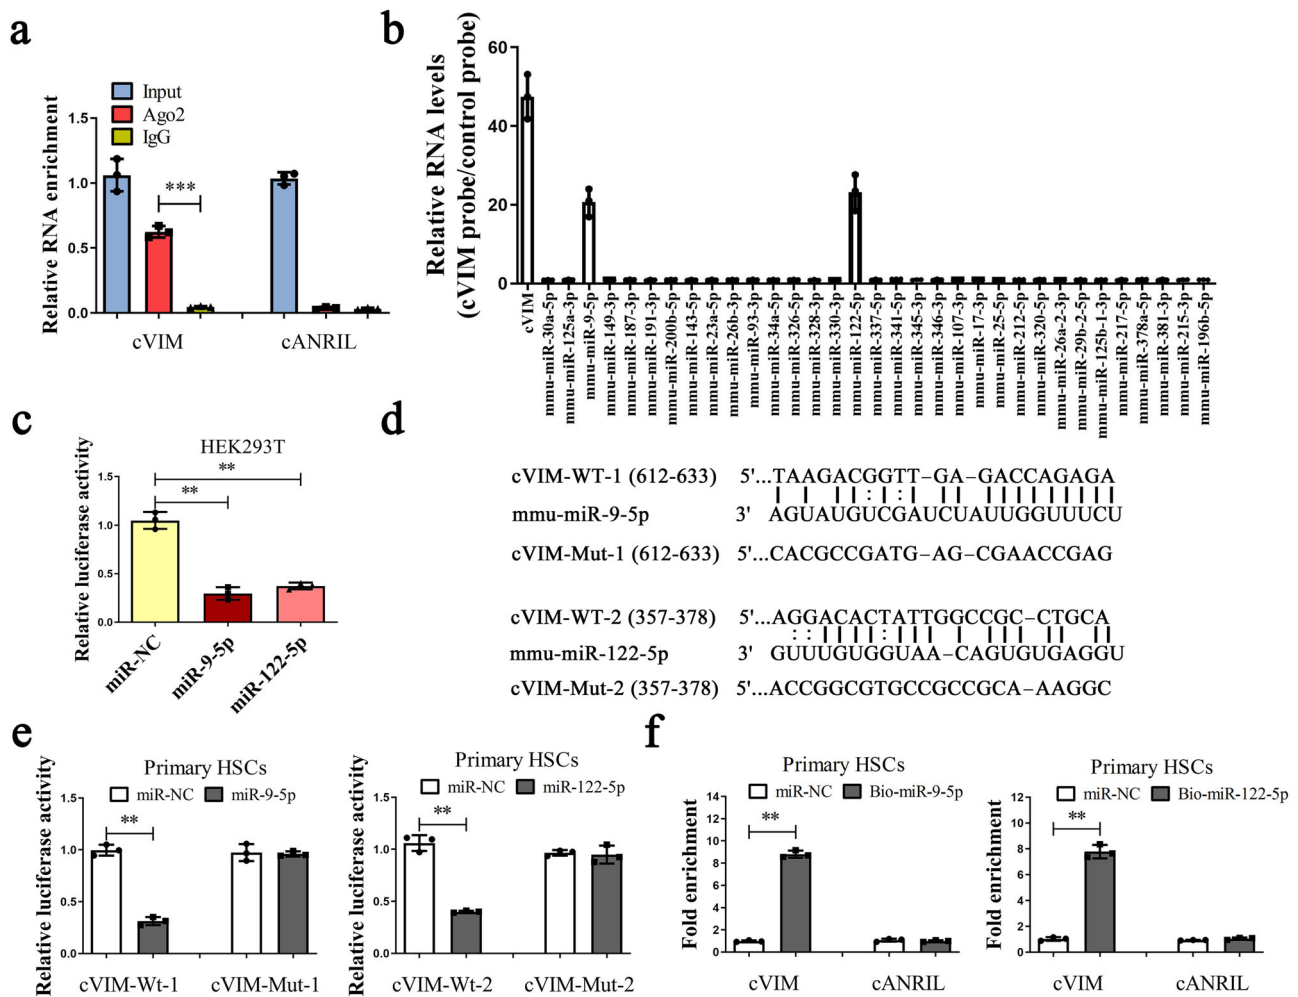 a
Input
Ago2
IgG
Relative RNA enrichment
1.5
1.0
0.5
0.0
***
cVIM
cANRIL
b
Relative RNA levels
(cVIM probe/control probe)
60
40
20
0
cVIM
mmu-miR-30a-5p
mmu-miR-125a-3p
mmu-miR-9-5p
mmu-miR-149-3p
mmu-miR-187-3p
mmu-miR-191-3p
mmu-miR-200b-5p
mmu-miR-143-5p
mmu-miR-23a-5p
mmu-miR-26b-3p
mmu-miR-93-3p
mmu-miR-34a-5p
mmu-miR-326-5p
mmu-miR-328-3p
mmu-miR-330-3p
mmu-miR-122-5p
mmu-miR-337-5p
mmu-miR-341-5p
mmu-miR-345-3p
mmu-miR-346-3p
mmu-miR-107-3p
mmu-miR-17-3p
mmu-miR-25-5p
mmu-miR-212-5p
mmu-miR-320-5p
mmu-miR-26a-2-3p
mmu-miR-29b-2-5p
mmu-miR-125b-1-3p
mmu-miR-217-5p
mmu-miR-378a-5p
mmu-miR-381-3p
mmu-miR-215-3p
mmu-miR-196b-5p
c
HEK293T
Relative luciferase activity
1.5
1.0
0.5
0.0
**
**
miR-NC
miR-9-5p
miR-122-5p
d
cVIM-WT-1 (612-633) 5'...TAAGACGGTT–GA–GACCAGAGA
mmu-miR-9-5p 3' AGUAUGUCGAUCUAUUGGUUUCU
cVIM-Mut-1 (612-633) 5'...CACGCCGATG–AG–CGAACCGAG
cVIM-WT-2 (357-378) 5'...AGGACACTATTGGCCGC–CTGCA
mmu-miR-122-5p 3' GUUUGUGGUAA–CAGUGUGAGGU
cVIM-Mut-2 (357-378) 5'...ACCGGCGTGCCGCCGCA–AAGGC
e
Primary HSCs
miR-NC miR-9-5p
Relative luciferase activity
1.5
1.0
0.5
0.0
**
cVIM-Wt-1
cVIM-Mut-1
Primary HSCs
miR-NC miR-122-5p
Relative luciferase activity
1.5
1.0
0.5
0.0
**
cVIM-Wt-2
cVIM-Mut-2
f
Primary HSCs
miR-NC Bio-miR-9-5p
Fold enrichment
14
12
10
8
6
4
2
0
**
cVIM
cANRIL
Primary HSCs
miR-NC Bio-miR-122-5p
Fold enrichment
12
10
8
6
4
2
0
**
cVIM
cANRIL